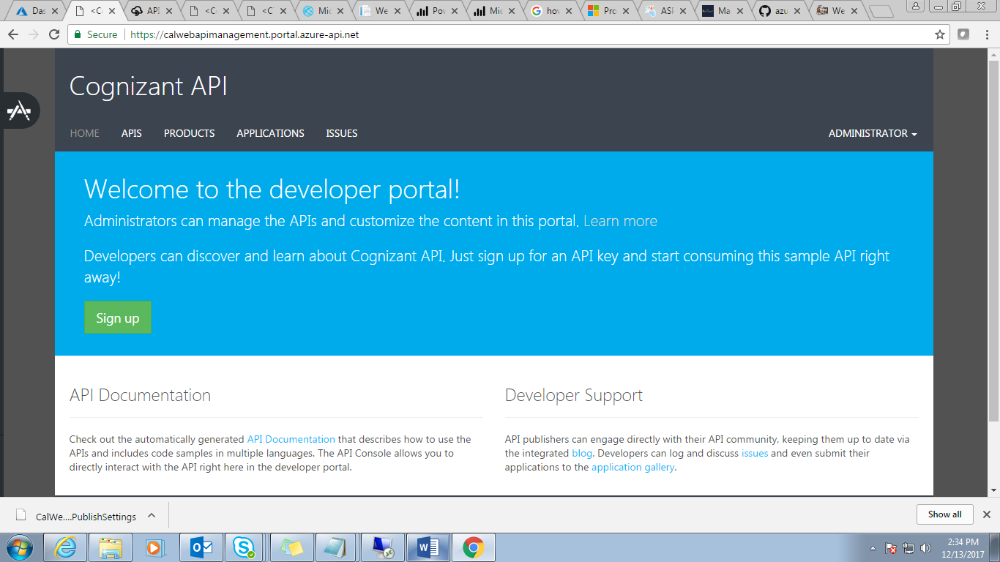 Das <C API <C <C Mic We Pov Mic hov Pro ASP Ma azu We
Secure https://calwebapimanagement.portal.azure-api.net
Cognizant API
HOME APIS PRODUCTS APPLICATIONS ISSUES ADMINISTRATOR
Welcome to the developer portal!
Administrators can manage the APIs and customize the content in this portal. Learn more
Developers can discover and learn about Cognizant API. Just sign up for an API key and start consuming this sample API right
away!
Sign up
API Documentation
Check out the automatically generated API Documentation that describes how to use the
APIs and includes code samples in multiple languages. The API Console allows you to
directly interact with the API right here in the developer portal.
Developer Support
API publishers can engage directly with their API community, keeping them up to date via
the integrated blog. Developers can log and discuss issues and even submit their
applications to the application gallery.
CalWe....PublishSettings
Show all
2:34 PM
12/13/2017